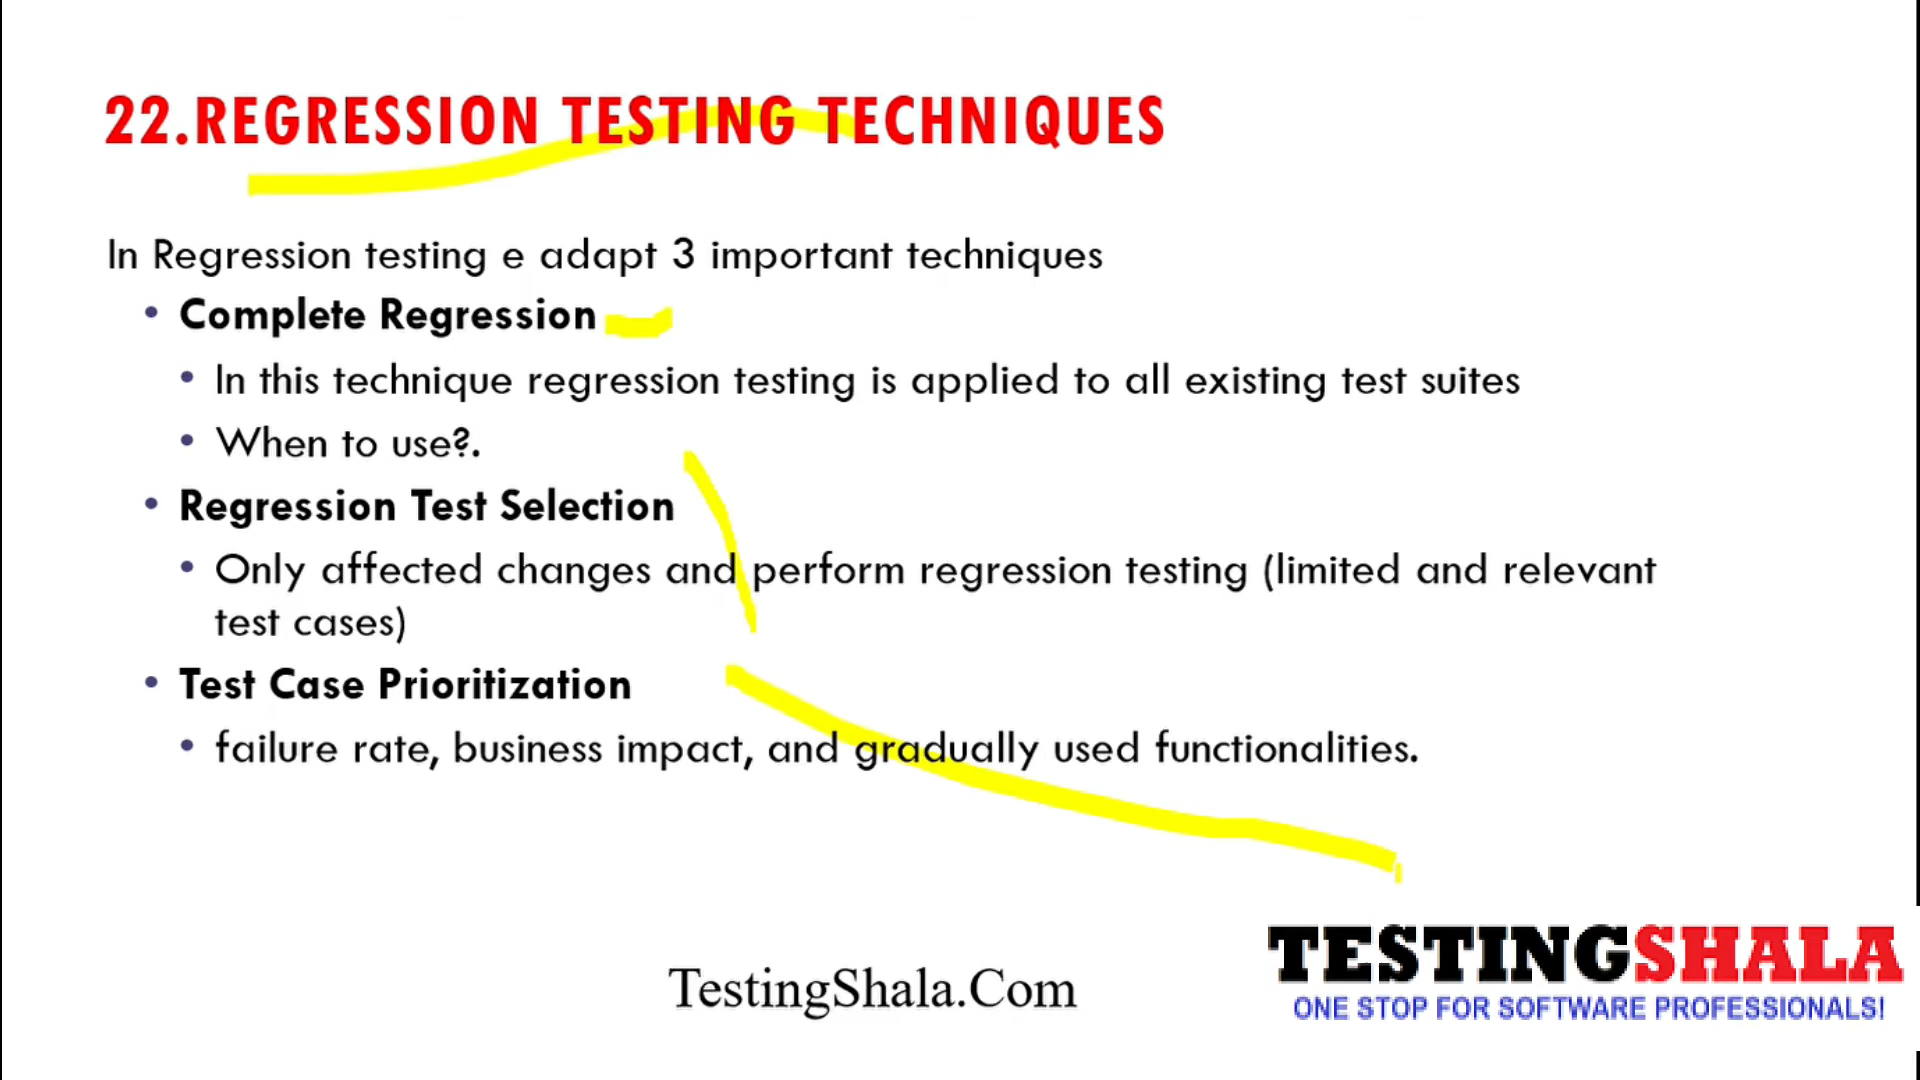 22.REGRESSION TESTING TECHNIQUES
In Regression testing e adapt 3 important techniques
• Complete Regression
• In this technique regression testing is applied to all existing test suites
• When to use?.
• Regression Test Selection
• Only affected changes and perform regression testing (limited and relevant
test cases)
• Test Case Prioritization
• failure rate, business impact, and gradually used functionalities.
TestingShala.Com
TESTINGSHALA
ONE STOP FOR SOFTWARE PROFESSIONALS!